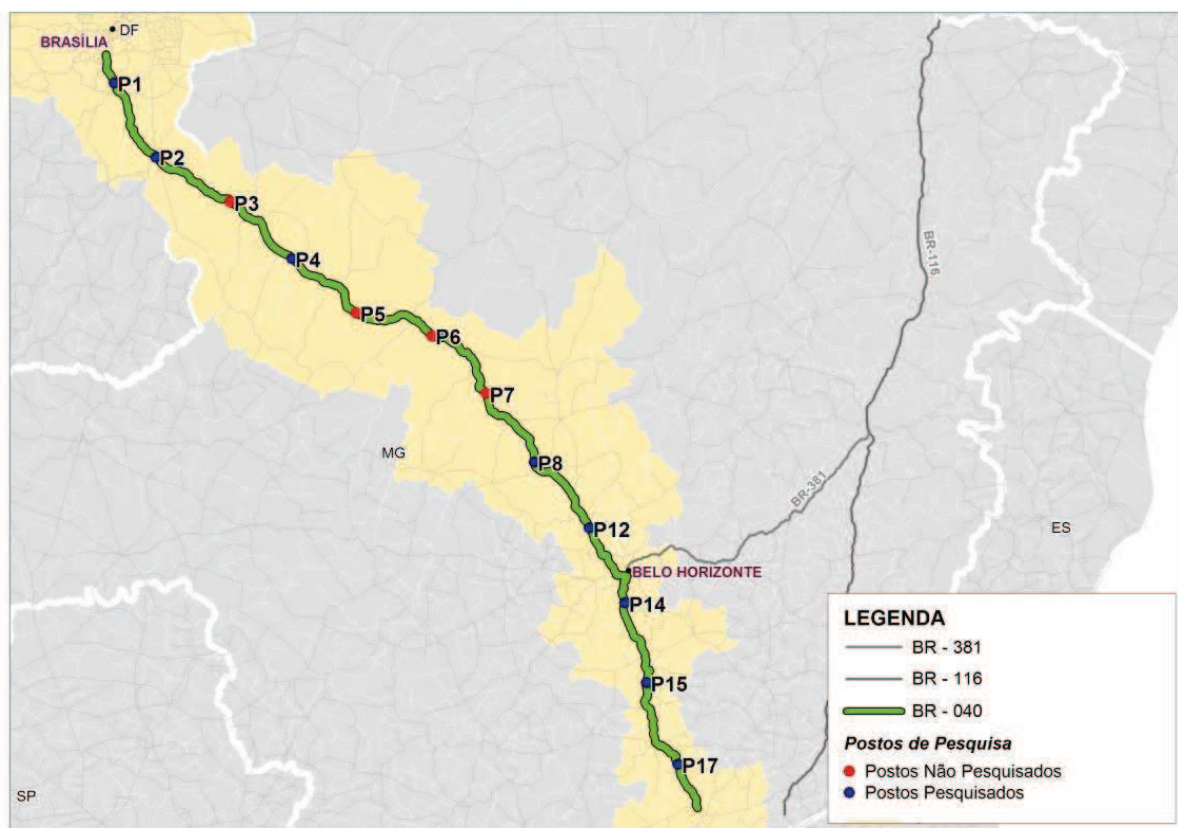 DF
BRASÍLIA
P1
P2
P3
P4
P5
P6
P7
MG
P8
P12
BELO HORIZONTE
P14
P15
P17
BR-116
BR-381
ES
SP
LEGENDA
BR - 381
BR - 116
BR - 040
Postos de Pesquisa
Postos Não Pesquisados
Postos Pesquisados